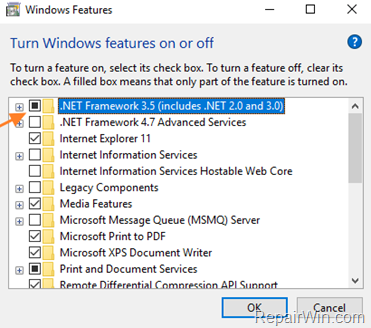 Windows Features
Turn Windows features on or off
To turn a feature on, select its check box. To turn a feature off, clear its
check box. A filled box means that only part of the feature is turned on.
.NET Framework 3.5 (includes .NET 2.0 and 3.0)
.NET Framework 4.7 Advanced Services
Internet Explorer 11
Internet Information Services
Internet Information Services Hostable Web Core
Legacy Components
Media Features
Microsoft Message Queue (MSMQ) Server
Microsoft Print to PDF
Microsoft XPS Document Writer
Print and Document Services
Remote Differential Compression API Support
OK
Cancel
RepairWin.com